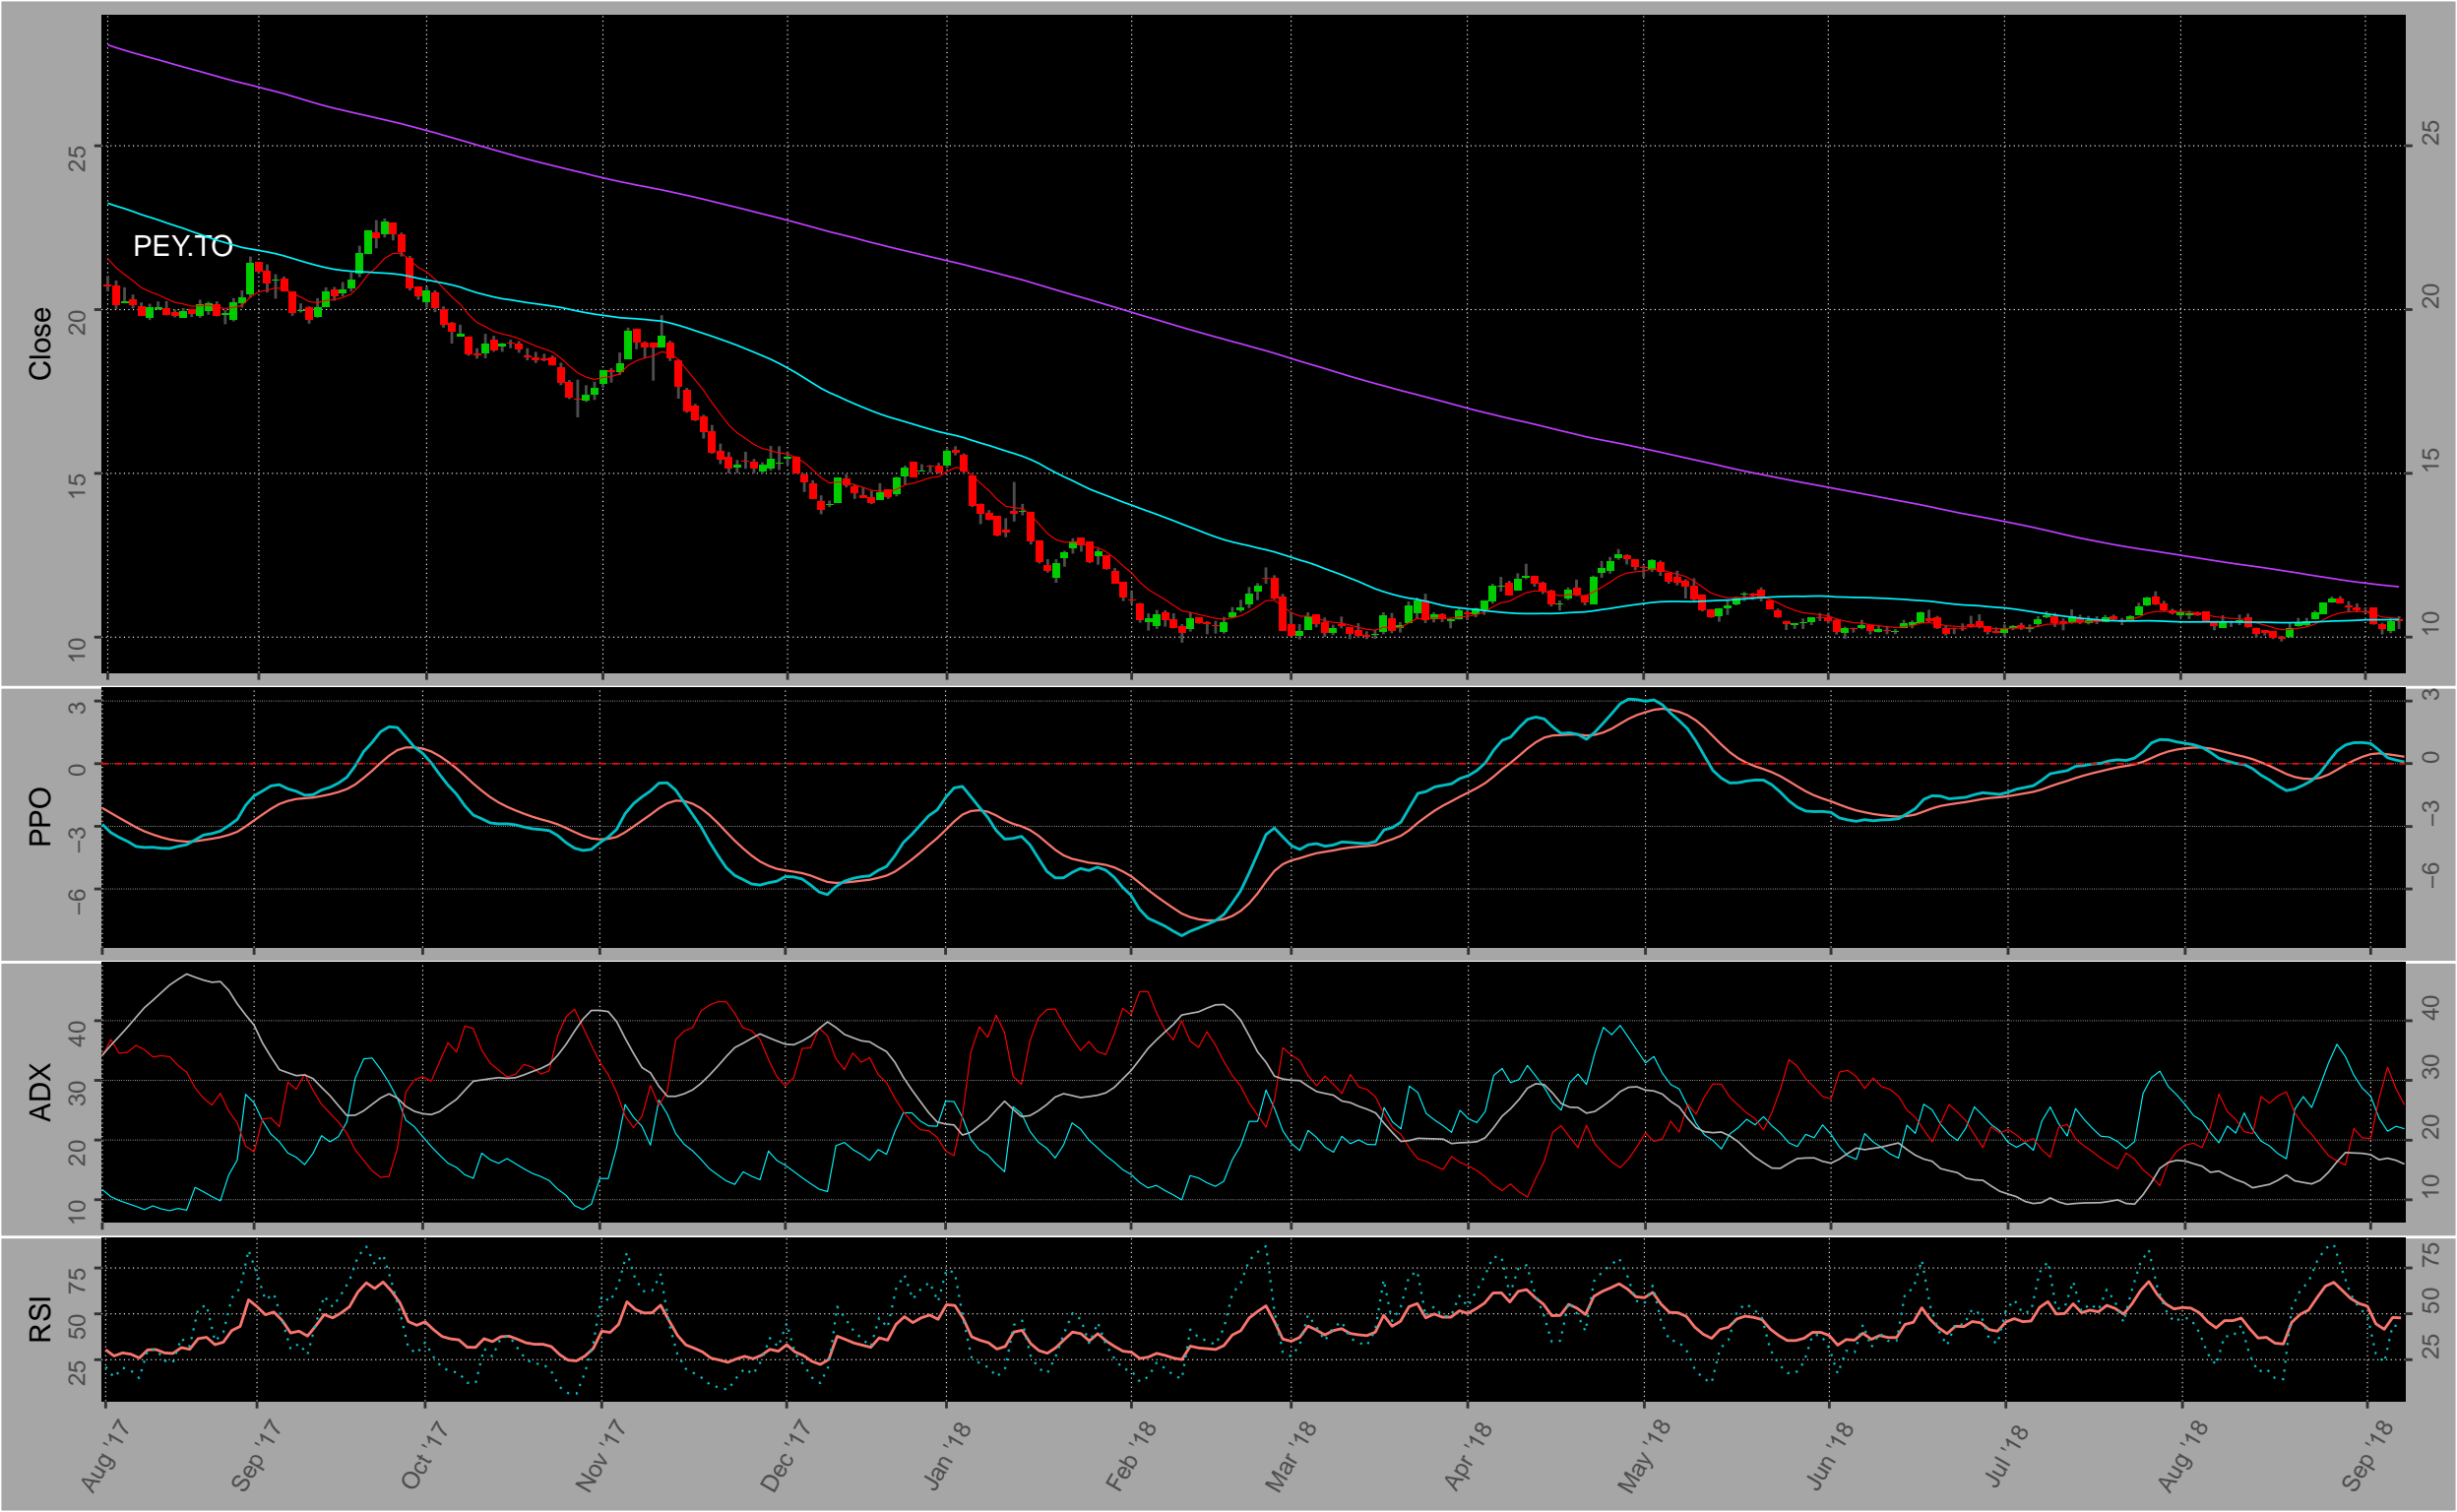 PEY.TO
Close
25
20
15
10
25
20
15
10
PPO
3
0
−3
−6
3
0
−3
−6
ADX
40
30
20
10
40
30
20
10
RSI
75
50
25
75
50
25
Aug '17
Sep '17
Oct '17
Nov '17
Dec '17
Jan '18
Feb '18
Mar '18
Apr '18
May '18
Jun '18
Jul '18
Aug '18
Sep '18